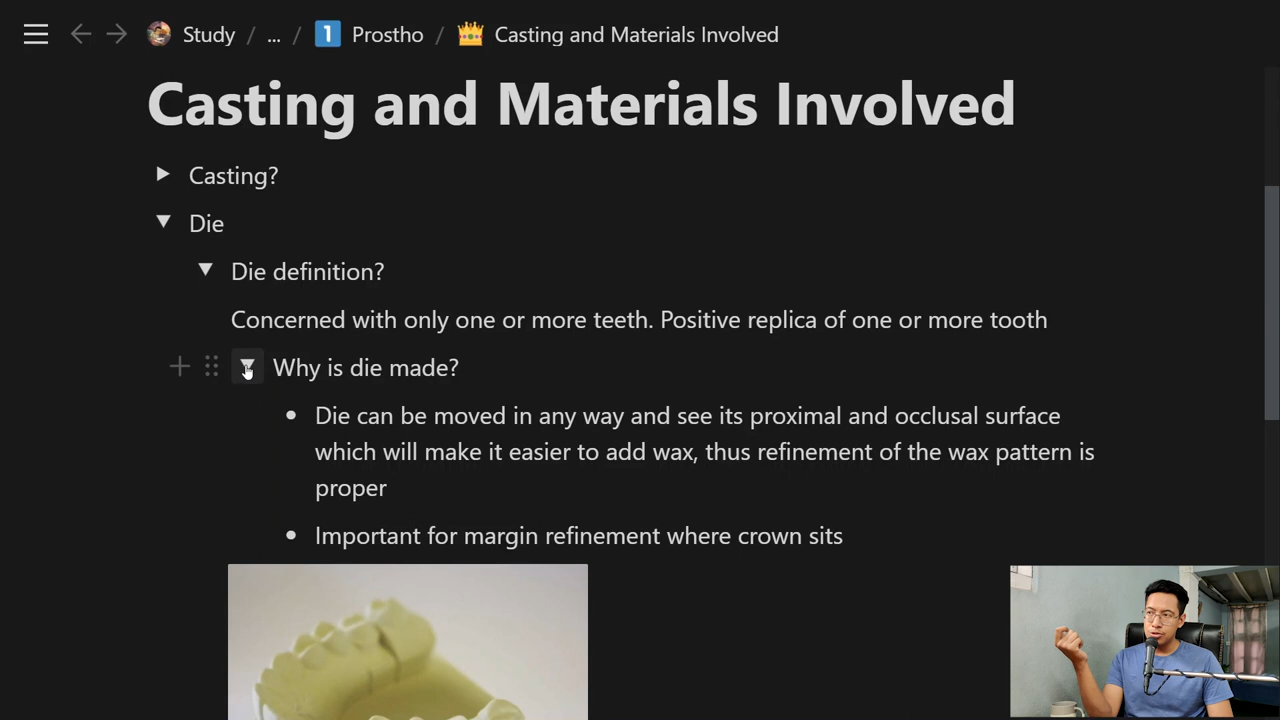 Study / ... / 1 Prostho / Casting and Materials Involved
Casting and Materials Involved
Casting?
Die
Die definition?
Concerned with only one or more teeth. Positive replica of one or more tooth
Why is die made?
Die can be moved in any way and see its proximal and occlusal surface
which will make it easier to add wax, thus refinement of the wax pattern is
proper
Important for margin refinement where crown sits